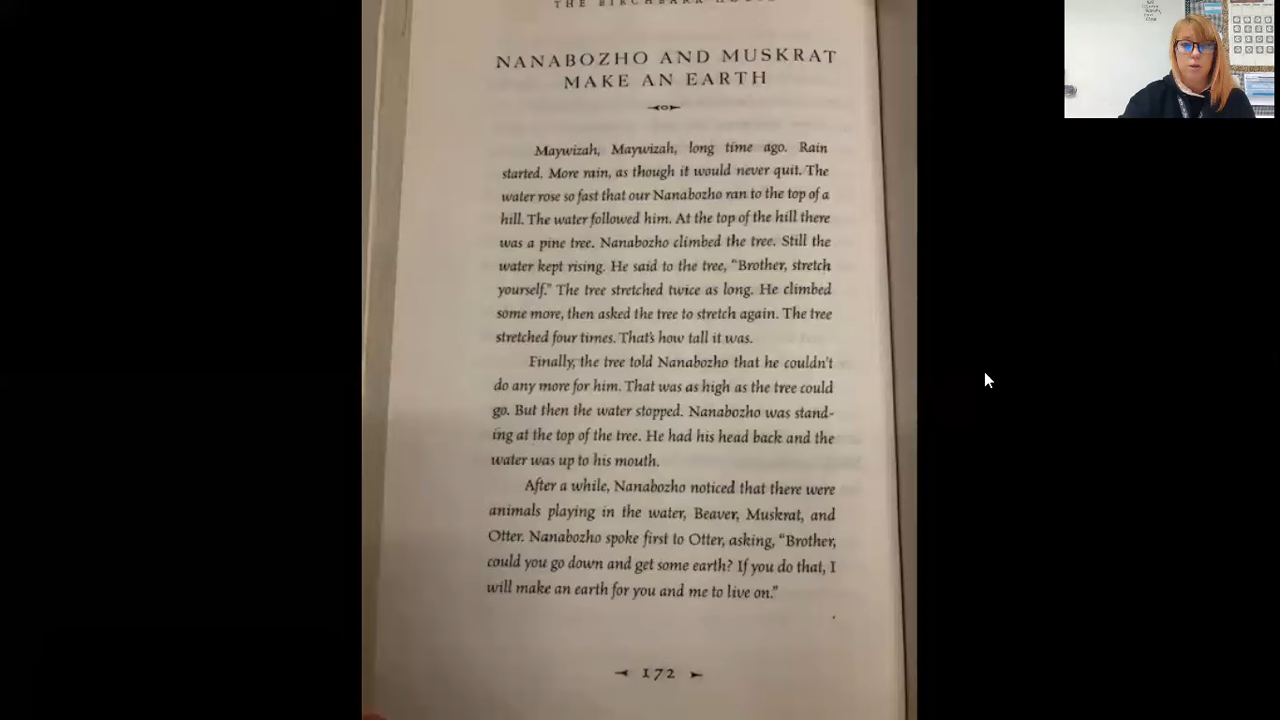 THE BIRCHBARK HOUSE
NANABOZHO AND MUSKRAT
MAKE AN EARTH
Maywizah, Maywizah, long time ago. Rain
started. More rain, as though it would never quit. The
water rose so fast that our Nanabozho ran to the top of a
hill. The water followed him. At the top of the hill there
was a pine tree. Nanabozho climbed the tree. Still the
water kept rising. He said to the tree, “Brother, stretch
yourself.” The tree stretched twice as long. He climbed
some more, then asked the tree to stretch again. The tree
stretched four times. That’s how tall it was.
Finally, the tree told Nanabozho that he couldn’t
do any more for him. That was as high as the tree could
go. But then the water stopped. Nanabozho was stand-
ing at the top of the tree. He had his head back and the
water was up to his mouth.
After a while, Nanabozho noticed that there were
animals playing in the water, Beaver, Muskrat, and
Otter. Nanabozho spoke first to Otter, asking, “Brother,
could you go down and get some earth? If you do that, I
will make an earth for you and me to live on.”
172